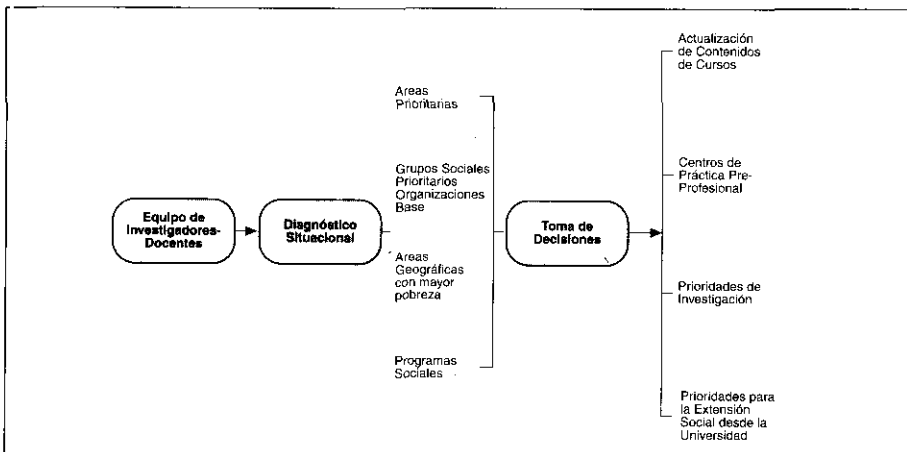 Equipo de
Investigadores-
Docentes
Diagnóstico
Situacional
Areas
Prioritarias
Grupos Sociales
Prioritarios
Organizaciones
Base
Areas
Geográficas
con mayor
pobreza
Programas
Sociales
Toma de
Decisiones
Actualización
de Contenidos
de Cursos
Centros de
Práctica Pre-
Profesional
Prioridades de
Investigación
Prioridades para
la Extensión
Social desde la
Universidad